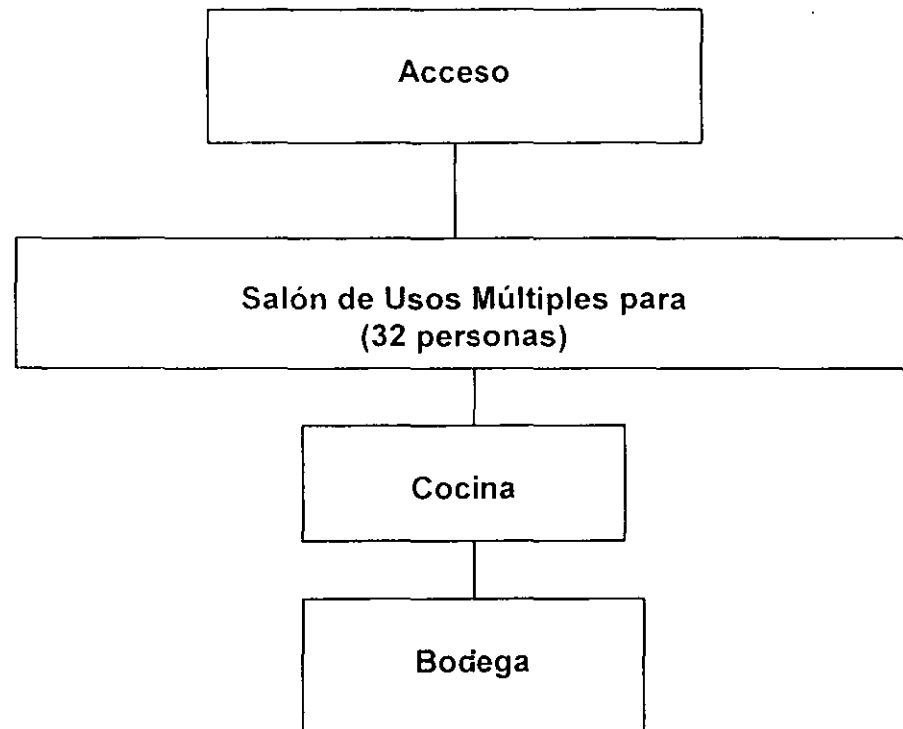 Acceso
Salón de Usos Múltiples para
(32 personas)
Cocina
Bodega